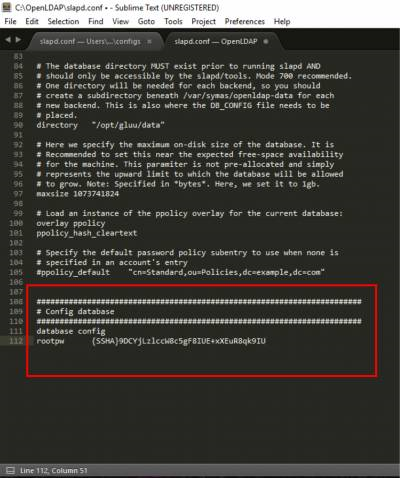 C:\OpenLDAP\slapd.conf • - Sublime Text (UNREGISTERED)
File Edit Selection Find View Goto Tools Project Preferences Help
slapd.conf — Users\...\configs × slapd.conf — OpenLDAP
83
84 # The database directory MUST exist prior to running slapd AND
85 # should only be accessible by the slapd/tools. Mode 700 recommended.
86 # One directory will be needed for each backend, so you should
87 # create a subdirectory beneath /var/symas/openldap-data for each
88 # new backend. This is also where the DB_CONFIG file needs to be
89 # placed.
90 directory "/opt/gluu/data"
91
92 # Here we specify the maximum on-disk size of the database. It is
93 # Recommended to set this near the expected free-space availability
94 # for the machine. This paramiter is not pre-allocated and simply
95 # represents the upward limit to which the database will be allowed
96 # to grow. Note: Specified in *bytes*. Here, we set it to 1gb.
97 maxsize 1073741824
98
99 # Load an instance of the ppolicy overlay for the current database:
100 overlay ppolicy
101 ppolicy_hash_cleartext
102
103 # Specify the default password policy subentry to use when none is
104 # specified in an account's entry
105 #ppolicy_default "cn=Standard,ou=Policies,dc=example,dc=com"
106
107
108 #######################################################################
109 # Config database
110 #######################################################################
111 database config
112 rootpw {SSHA}9DCYjLzlccW8c5gF8IUE+xXEuR8qk9IU
Line 112, Column 51